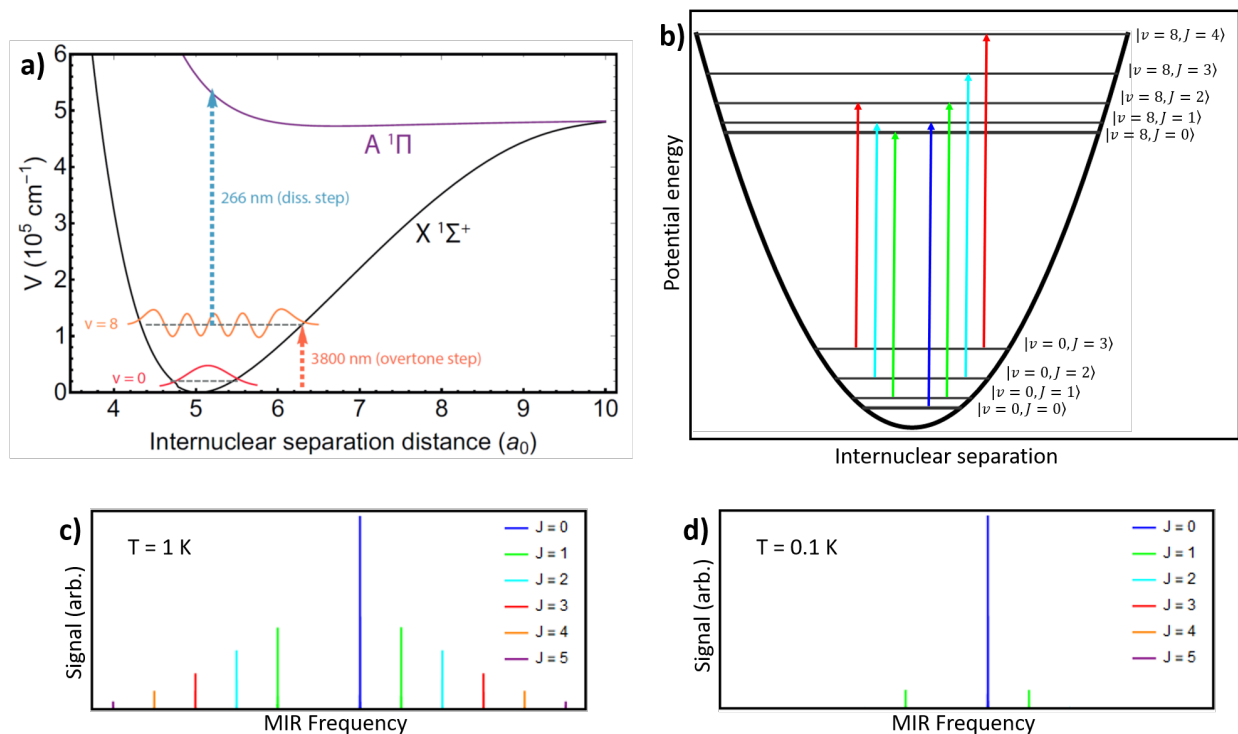 a)
6
5
4
3
2
1
0
V (10⁵ cm⁻¹)
A ¹Π
266 nm (diss. step)
X ¹Σ⁺
v = 8
3800 nm (overtone step)
v = 0
4 5 6 7 8 9 10
Internuclear separation distance (a₀)
b)
Potential energy
|v = 8, J = 4⟩
|v = 8, J = 3⟩
|v = 8, J = 2⟩
|v = 8, J = 1⟩
|v = 8, J = 0⟩
|v = 0, J = 3⟩
|v = 0, J = 2⟩
|v = 0, J = 1⟩
|v = 0, J = 0⟩
Internuclear separation
c)
T = 1 K
Signal (arb.)
J = 0
J = 1
J = 2
J = 3
J = 4
J = 5
MIR Frequency
d)
T = 0.1 K
Signal (arb.)
J = 0
J = 1
J = 2
J = 3
J = 4
J = 5
MIR Frequency